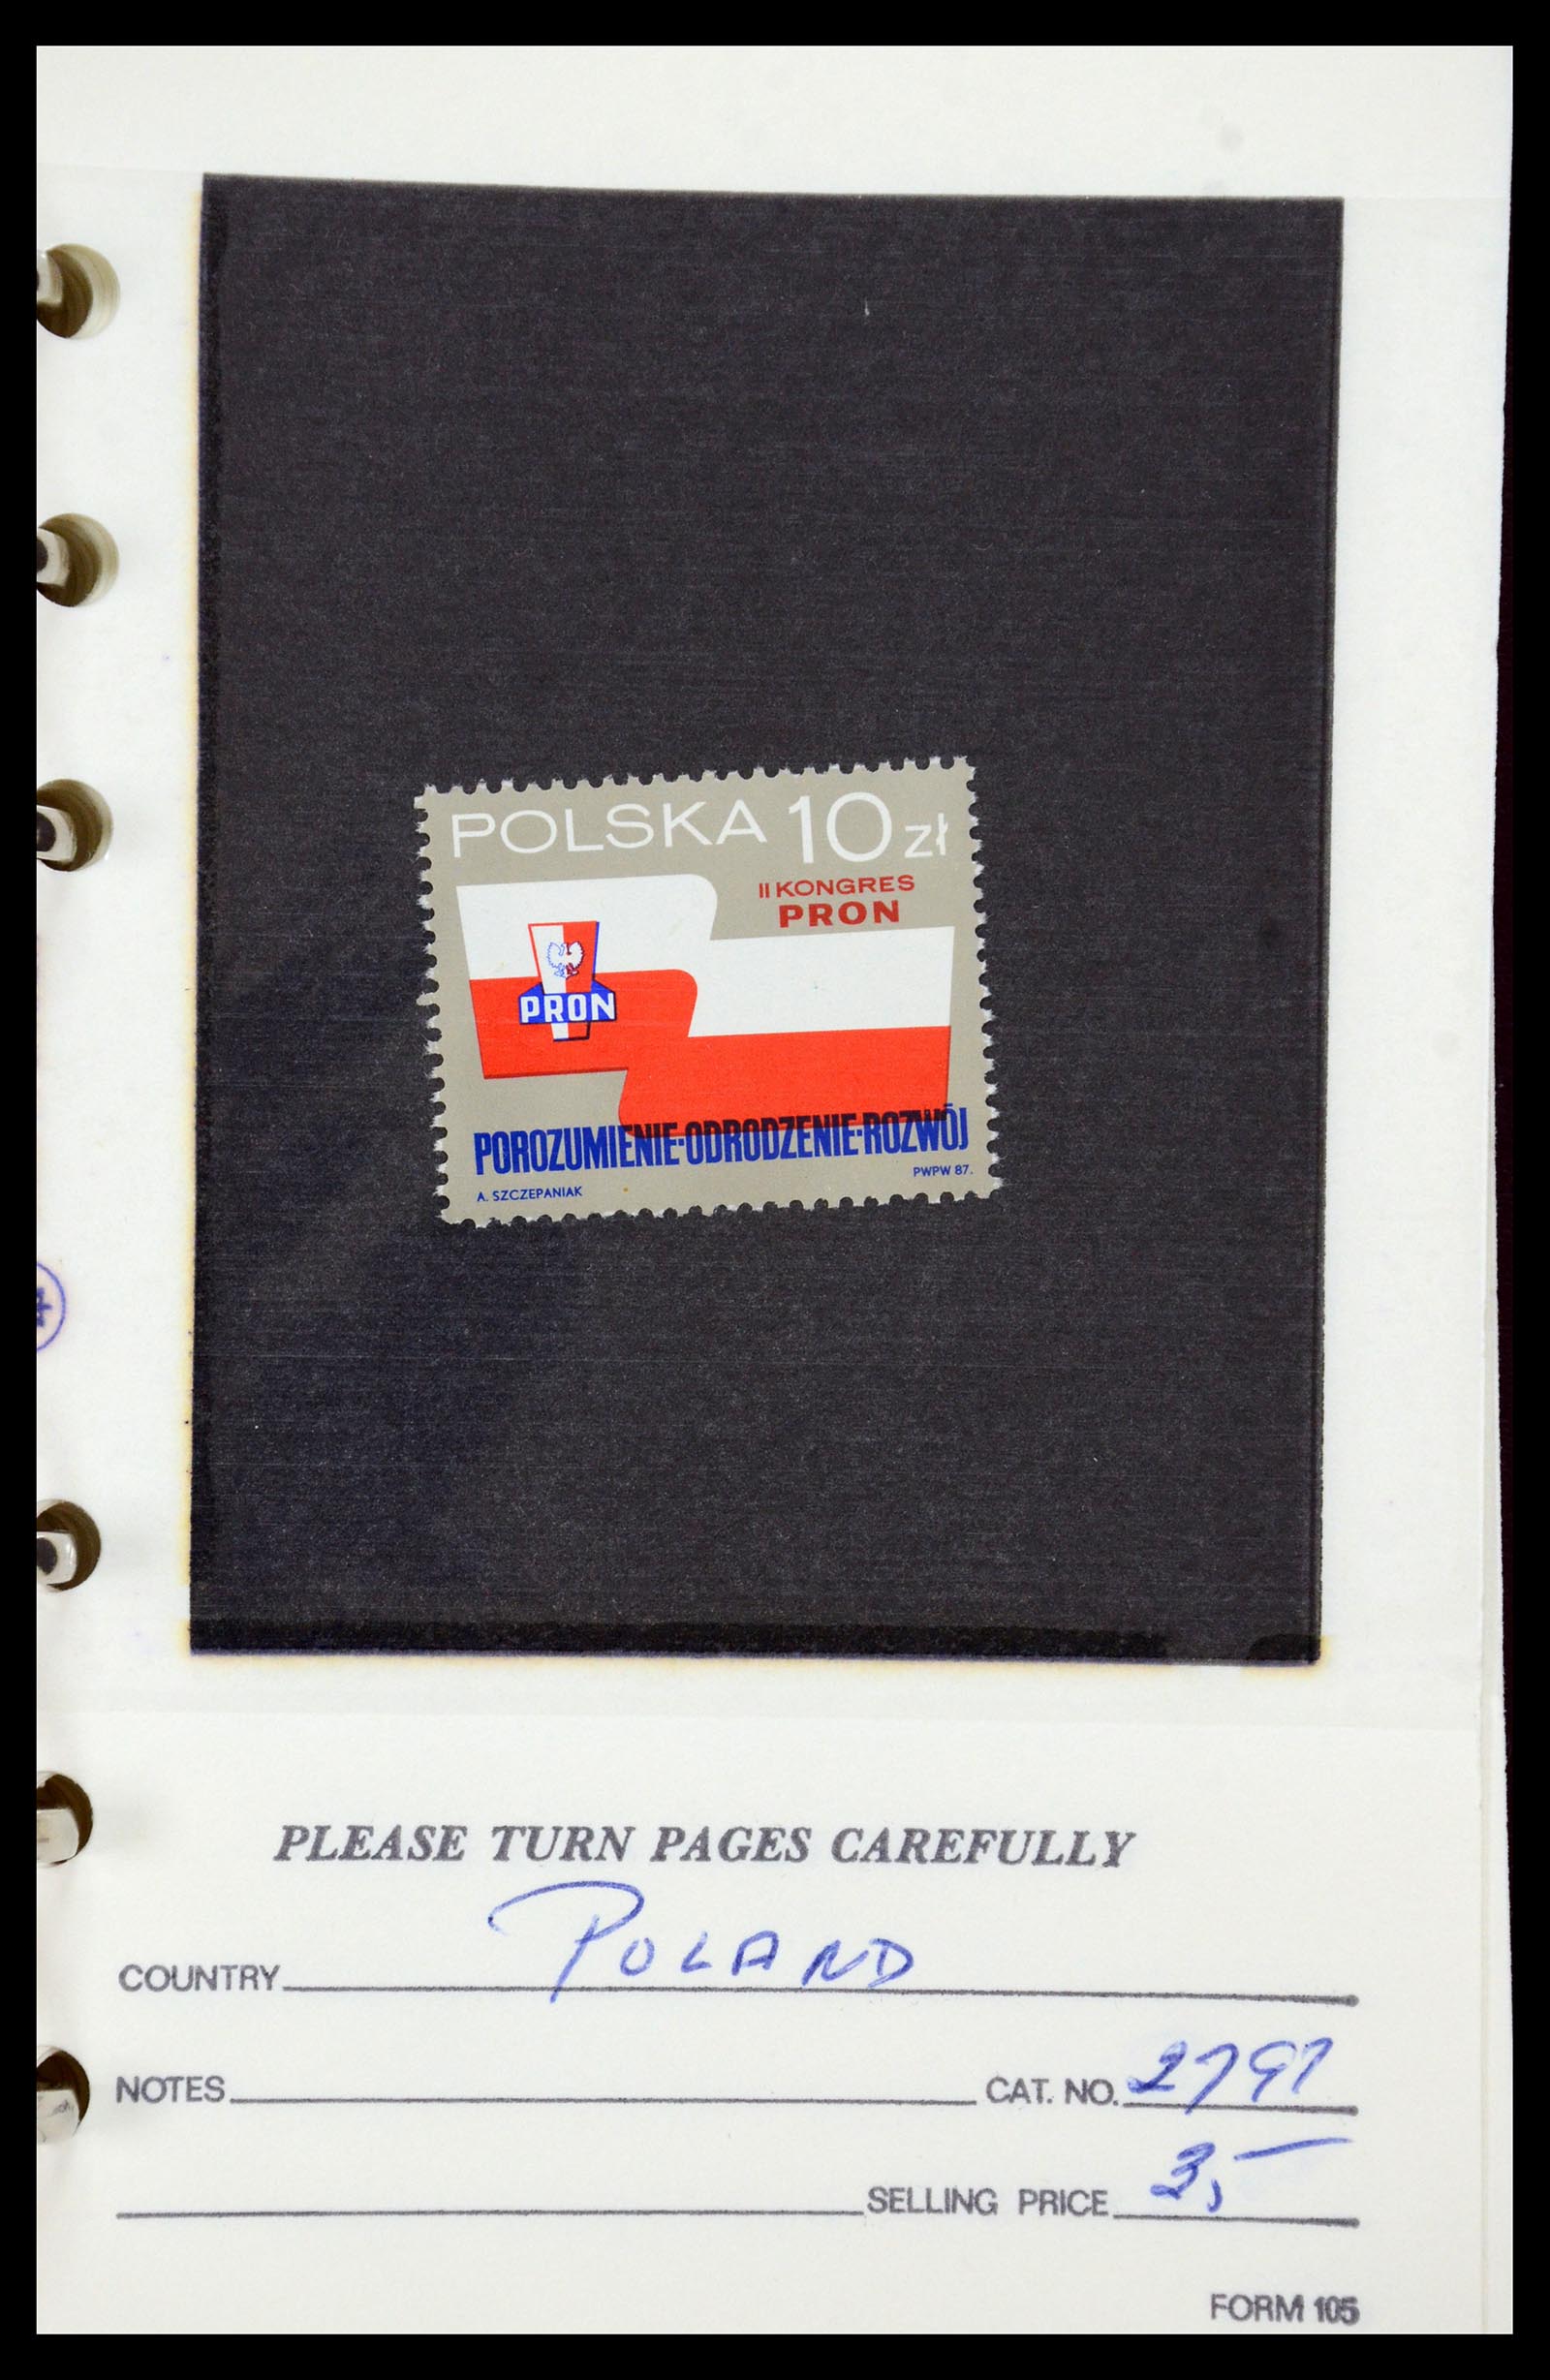 POLSKA 10 zł
II KONGRES
PRON
PRON
POROZUMIENIE·ODRODZENIE·ROZWÓJ
A. SZCZEPANIAK PWPW 87.
PLEASE TURN PAGES CAREFULLY
COUNTRY POLAND
NOTES CAT. NO. 2797
SELLING PRICE 3,–
FORM 105